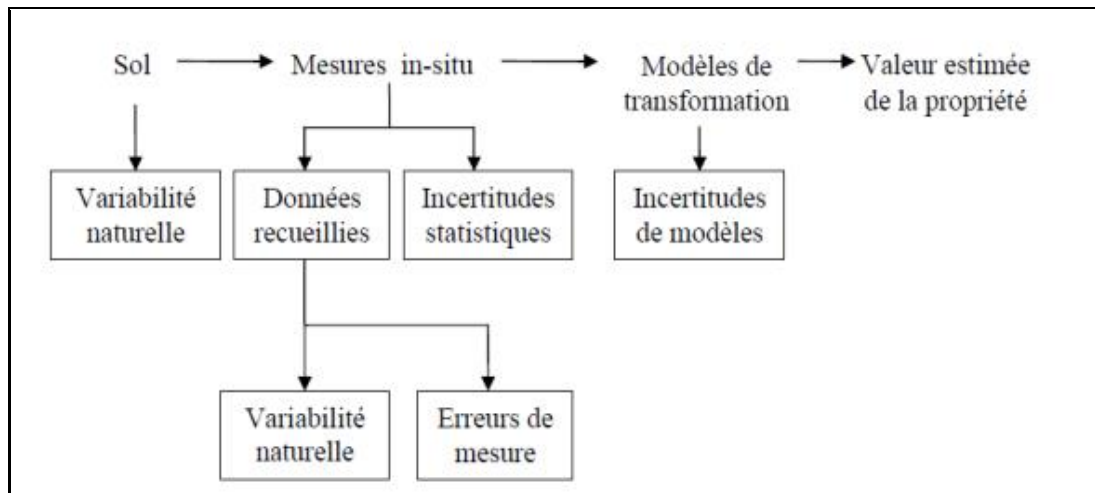 Sol
Mesures in-situ
Modèles de
transformation
Valeur estimée
de la propriété
Variabilité
naturelle
Données
recueillies
Incertitudes
statistiques
Incertitudes
de modèles
Variabilité
naturelle
Erreurs de
mesure